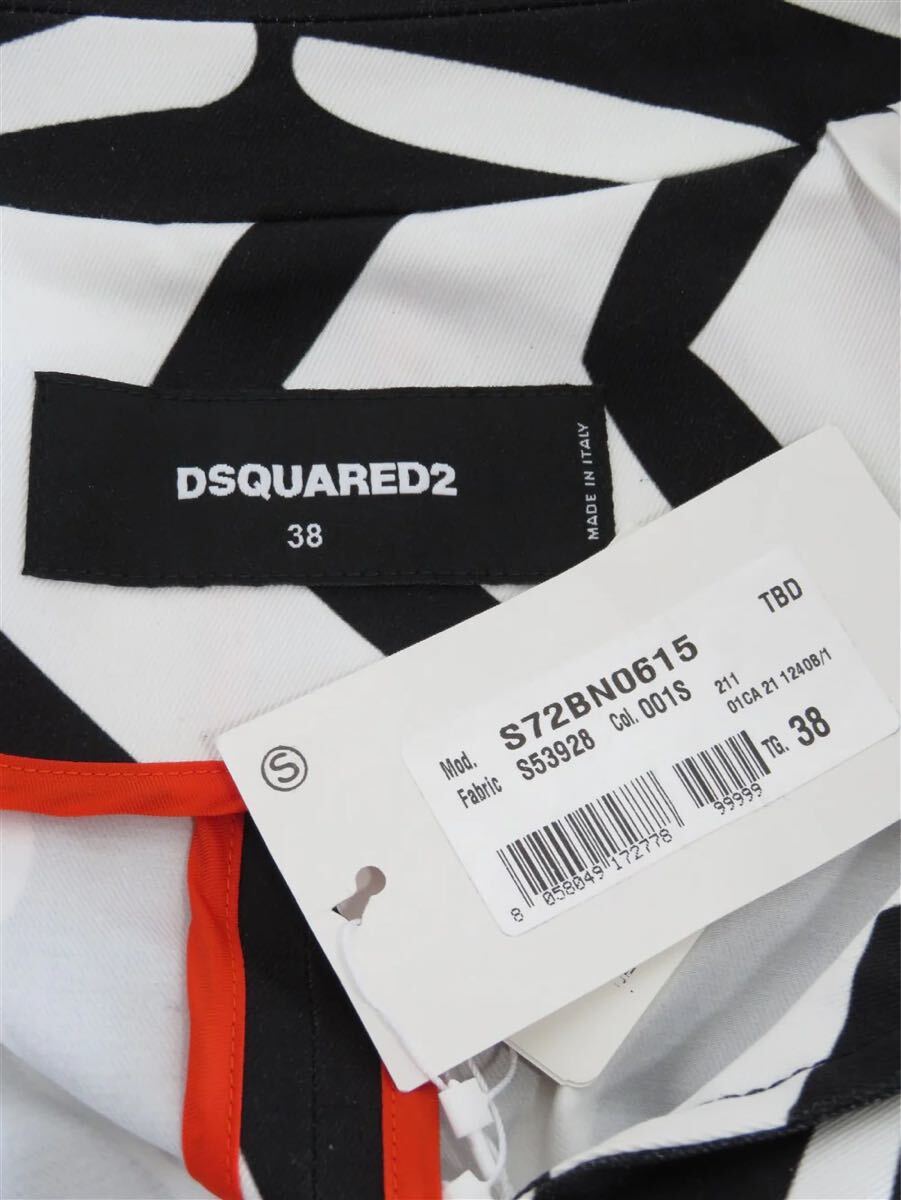 DSQUARED2
38
MADE IN ITALY
S
TBD
Mod. S72BN0615
Fabric S53928 Col. 001S 211
01CA 21 1240B/1
TG. 38
8 058049 172778
99999